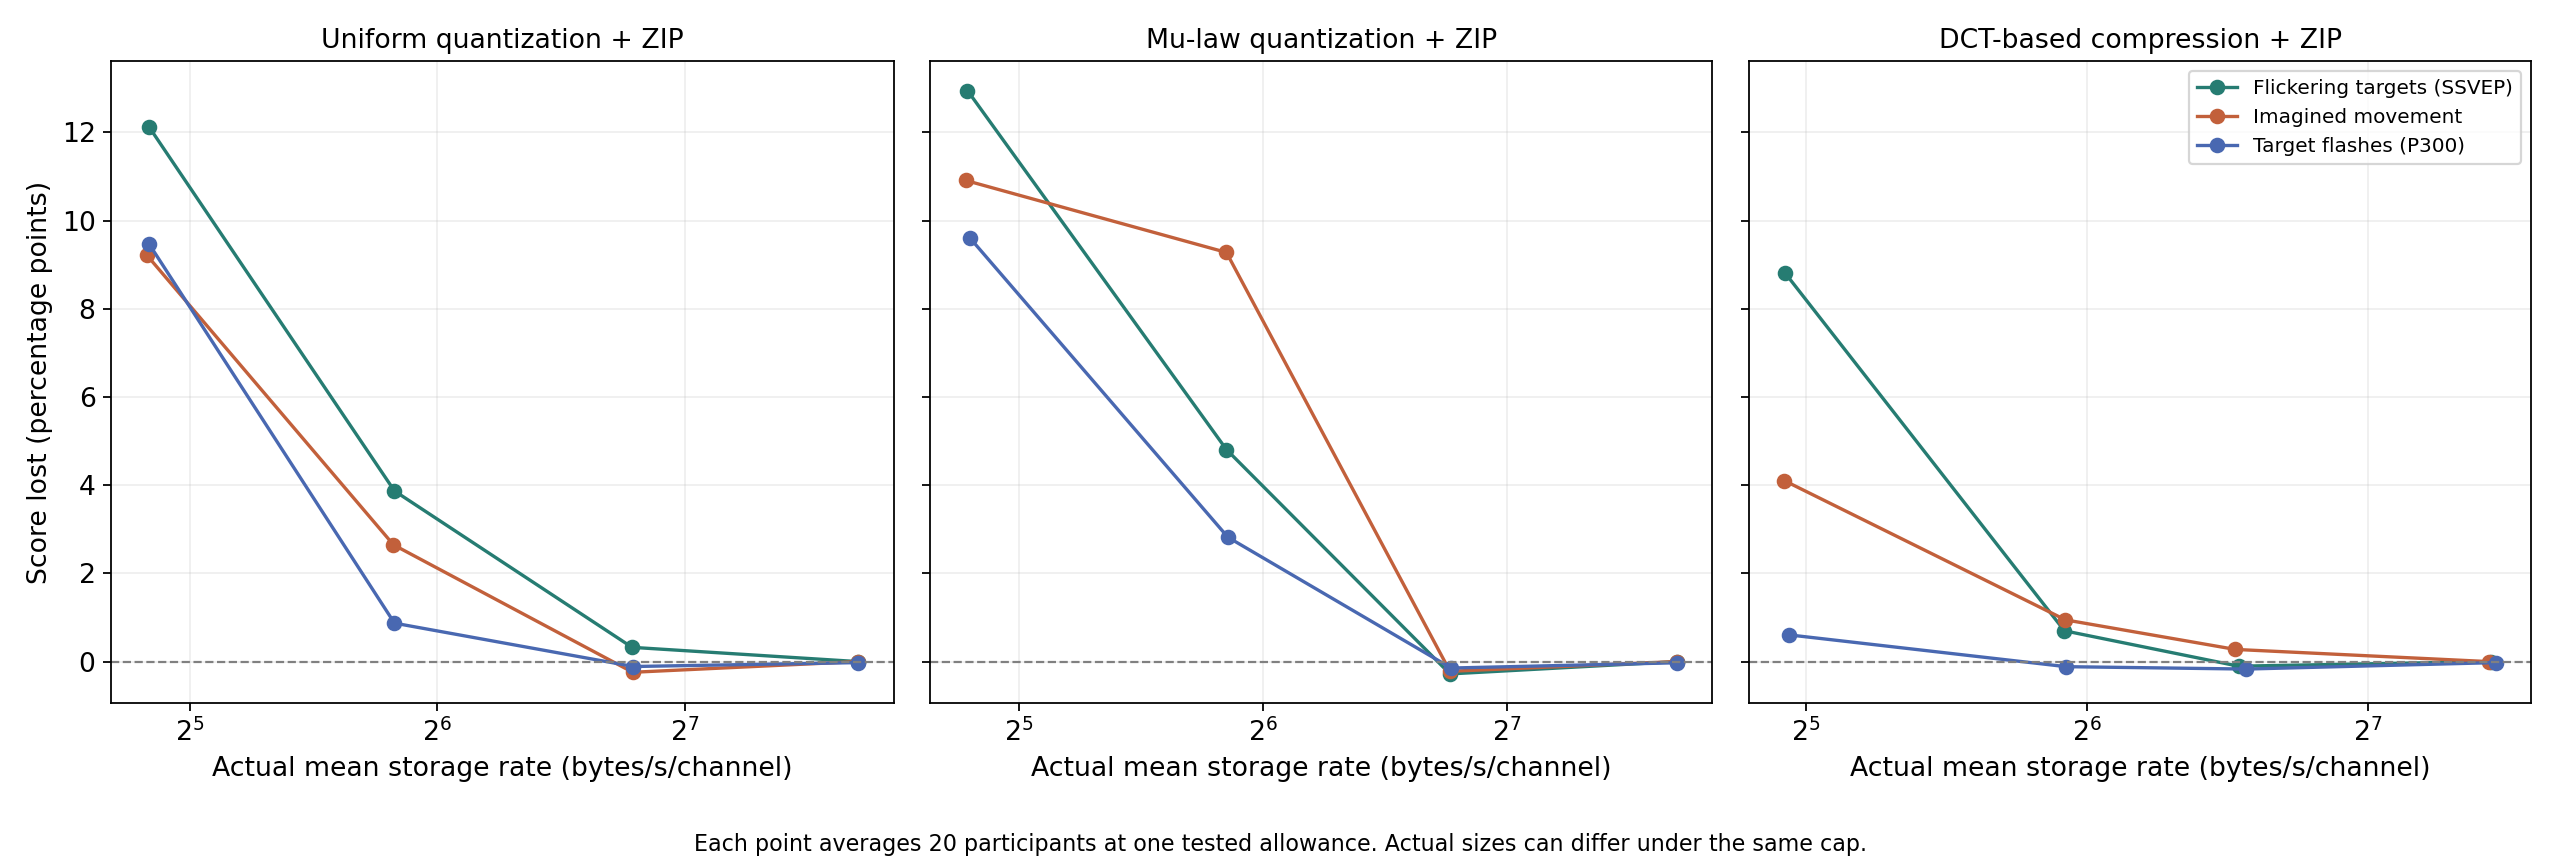 Uniform quantization + ZIP
Mu-law quantization + ZIP
DCT-based compression + ZIP
Flickering targets (SSVEP)
Imagined movement
Target flashes (P300)
Score lost (percentage points)
12
10
8
6
4
2
0
2⁵ 2⁶ 2⁷
2⁵ 2⁶ 2⁷
2⁵ 2⁶ 2⁷
Actual mean storage rate (bytes/s/channel)
Actual mean storage rate (bytes/s/channel)
Actual mean storage rate (bytes/s/channel)
Each point averages 20 participants at one tested allowance. Actual sizes can differ under the same cap.